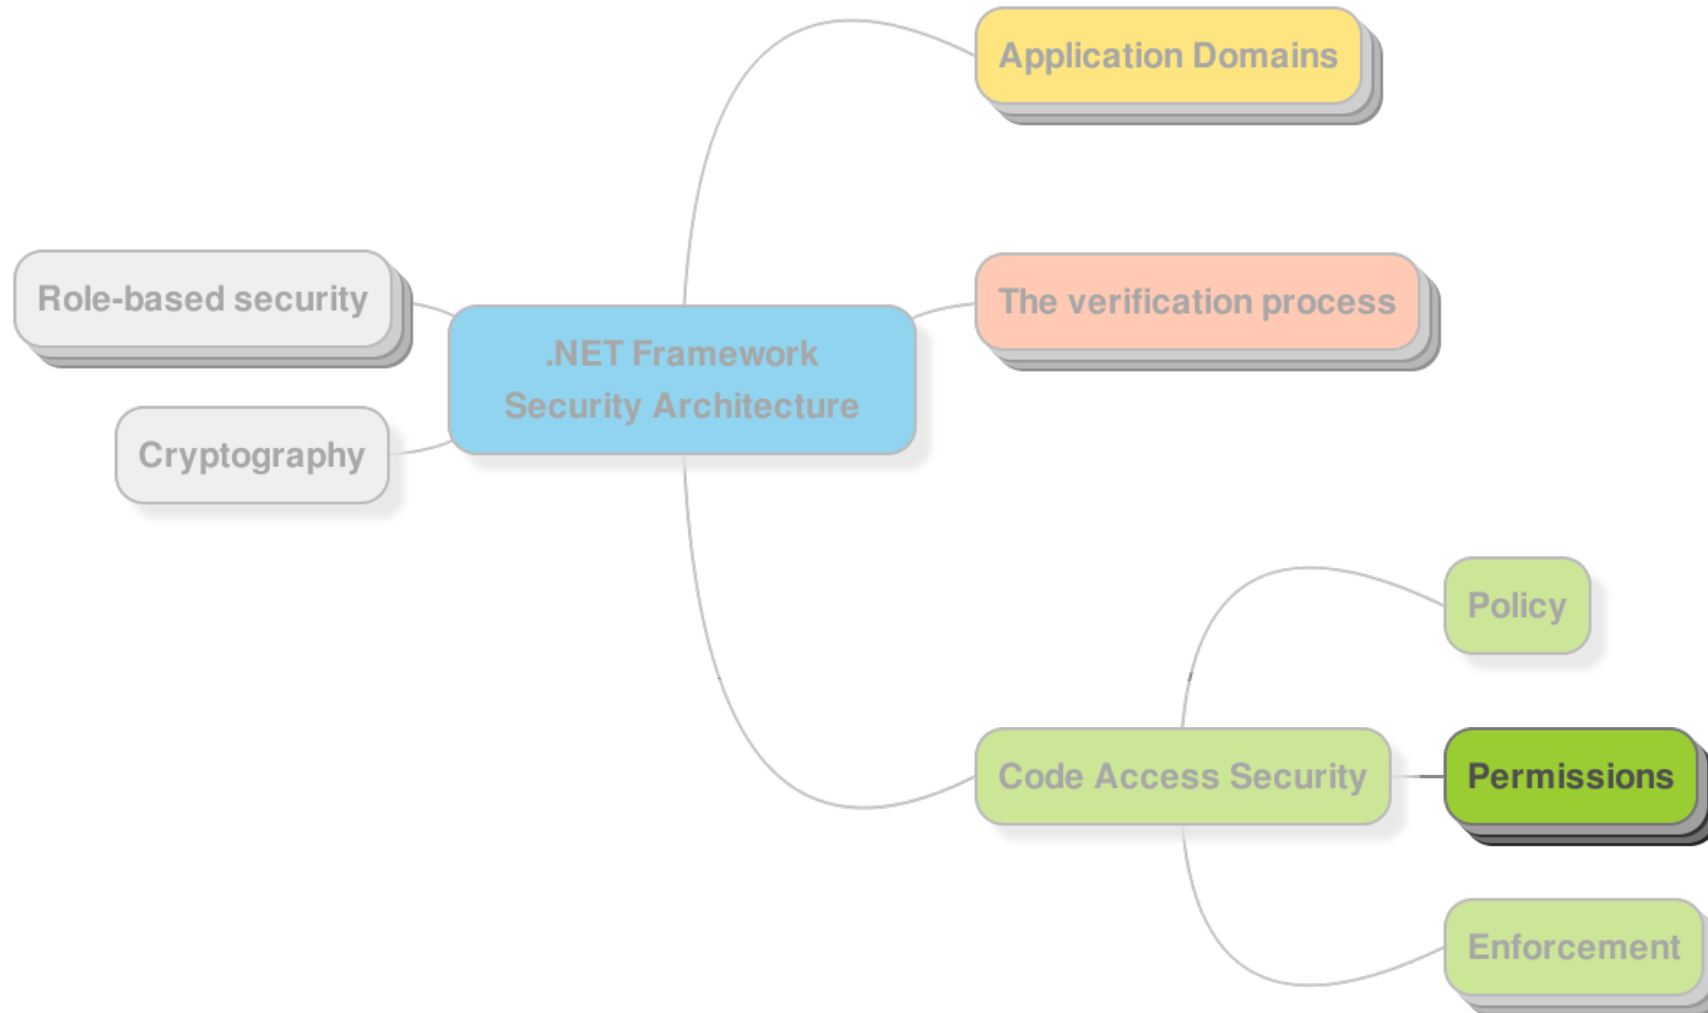 Application Domains
Role-based security
The verification process
.NET Framework
Security Architecture
Cryptography
Policy
Code Access Security
Permissions
Enforcement